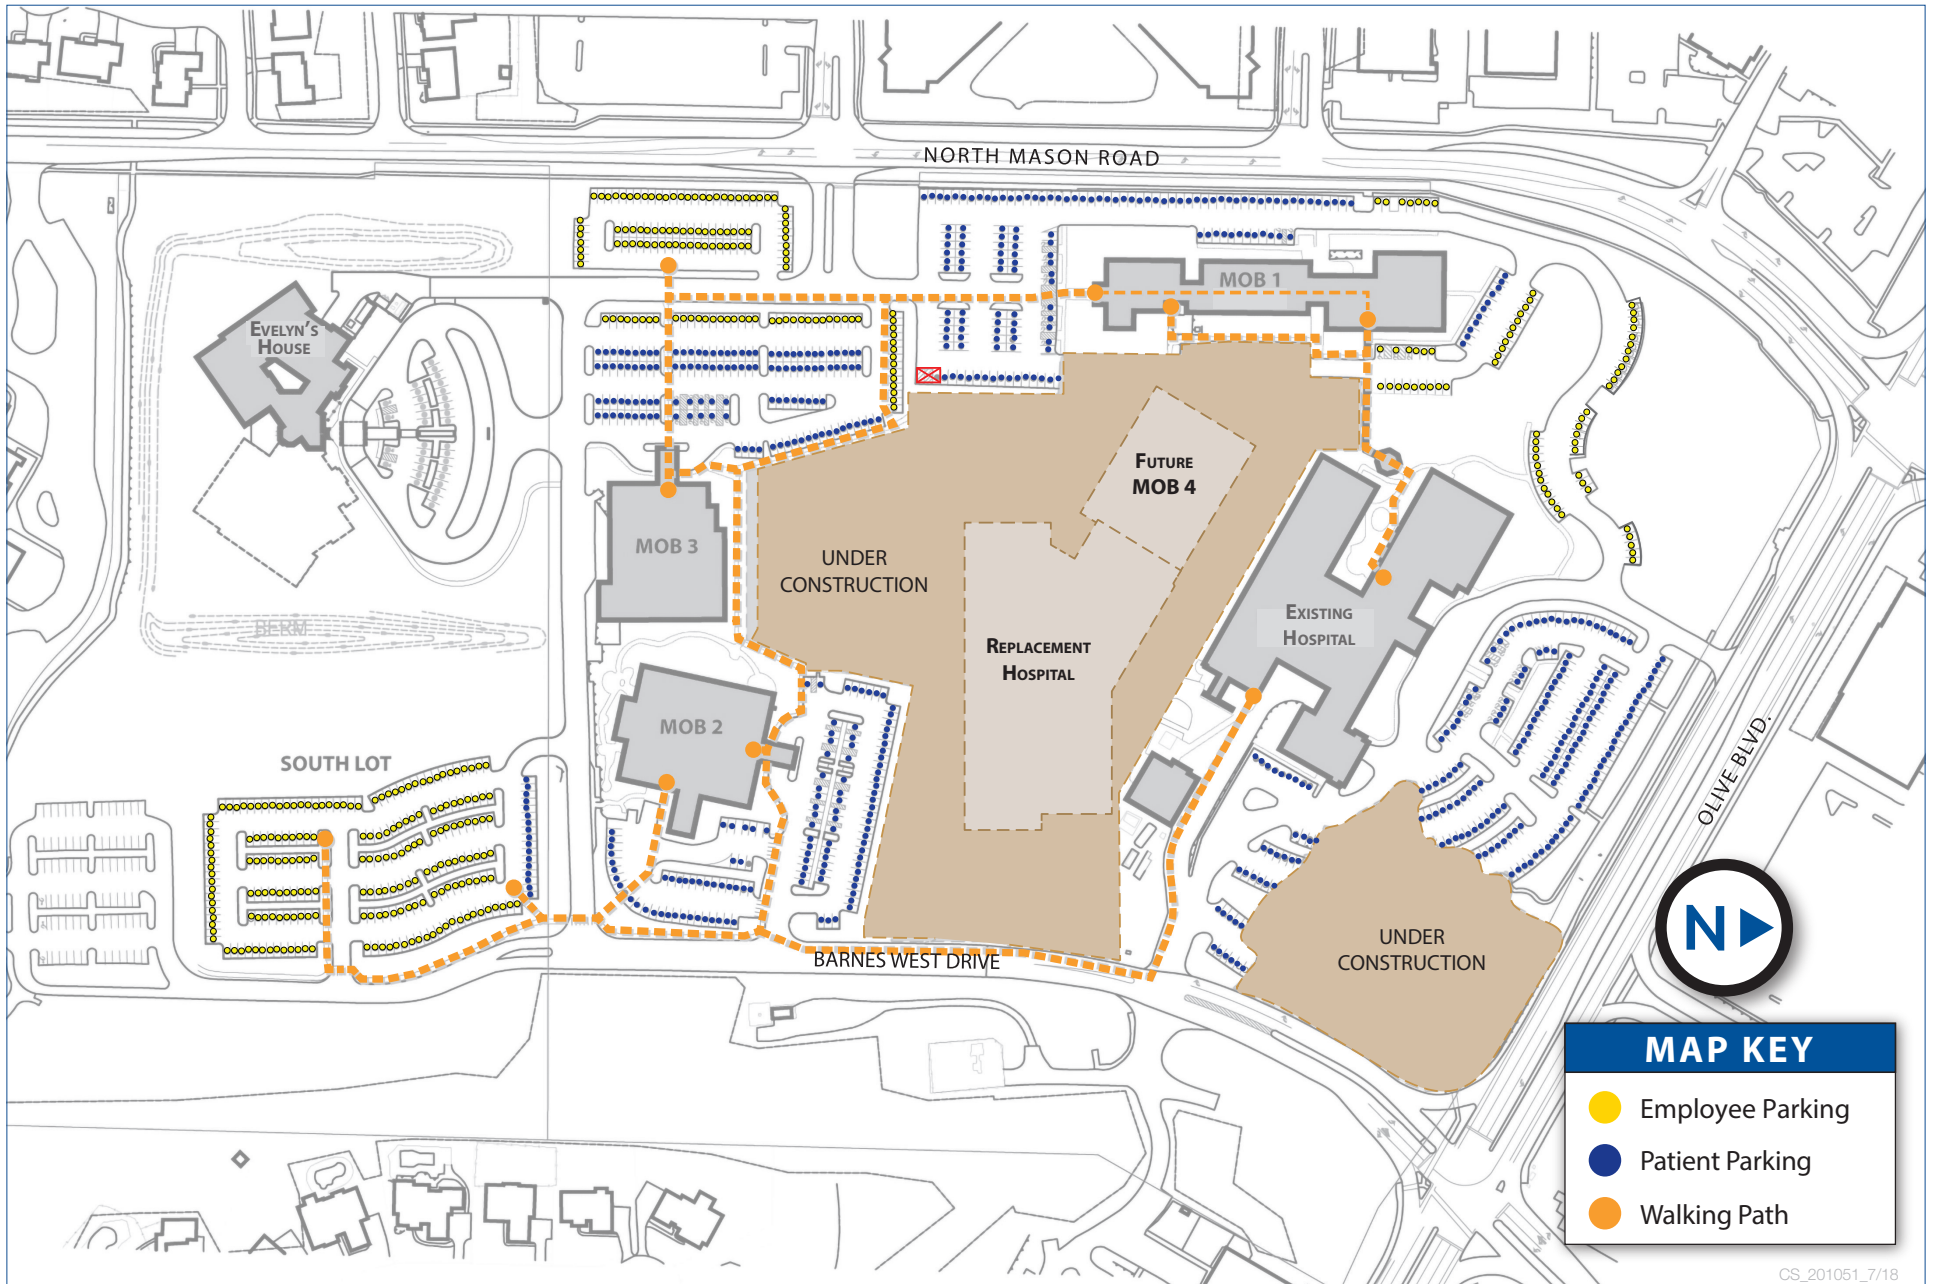 NORTH MASON ROAD
MOB 1
EVELYN'S
HOUSE
FUTURE
MOB 4
MOB 3
UNDER
CONSTRUCTION
EXISTING
HOSPITAL
REPLACEMENT
HOSPITAL
BERM
MOB 2
SOUTH LOT
OLIVE BLVD.
N
UNDER
CONSTRUCTION
BARNES WEST DRIVE
MAP KEY
Employee Parking
Patient Parking
Walking Path
CS_201051_7/18